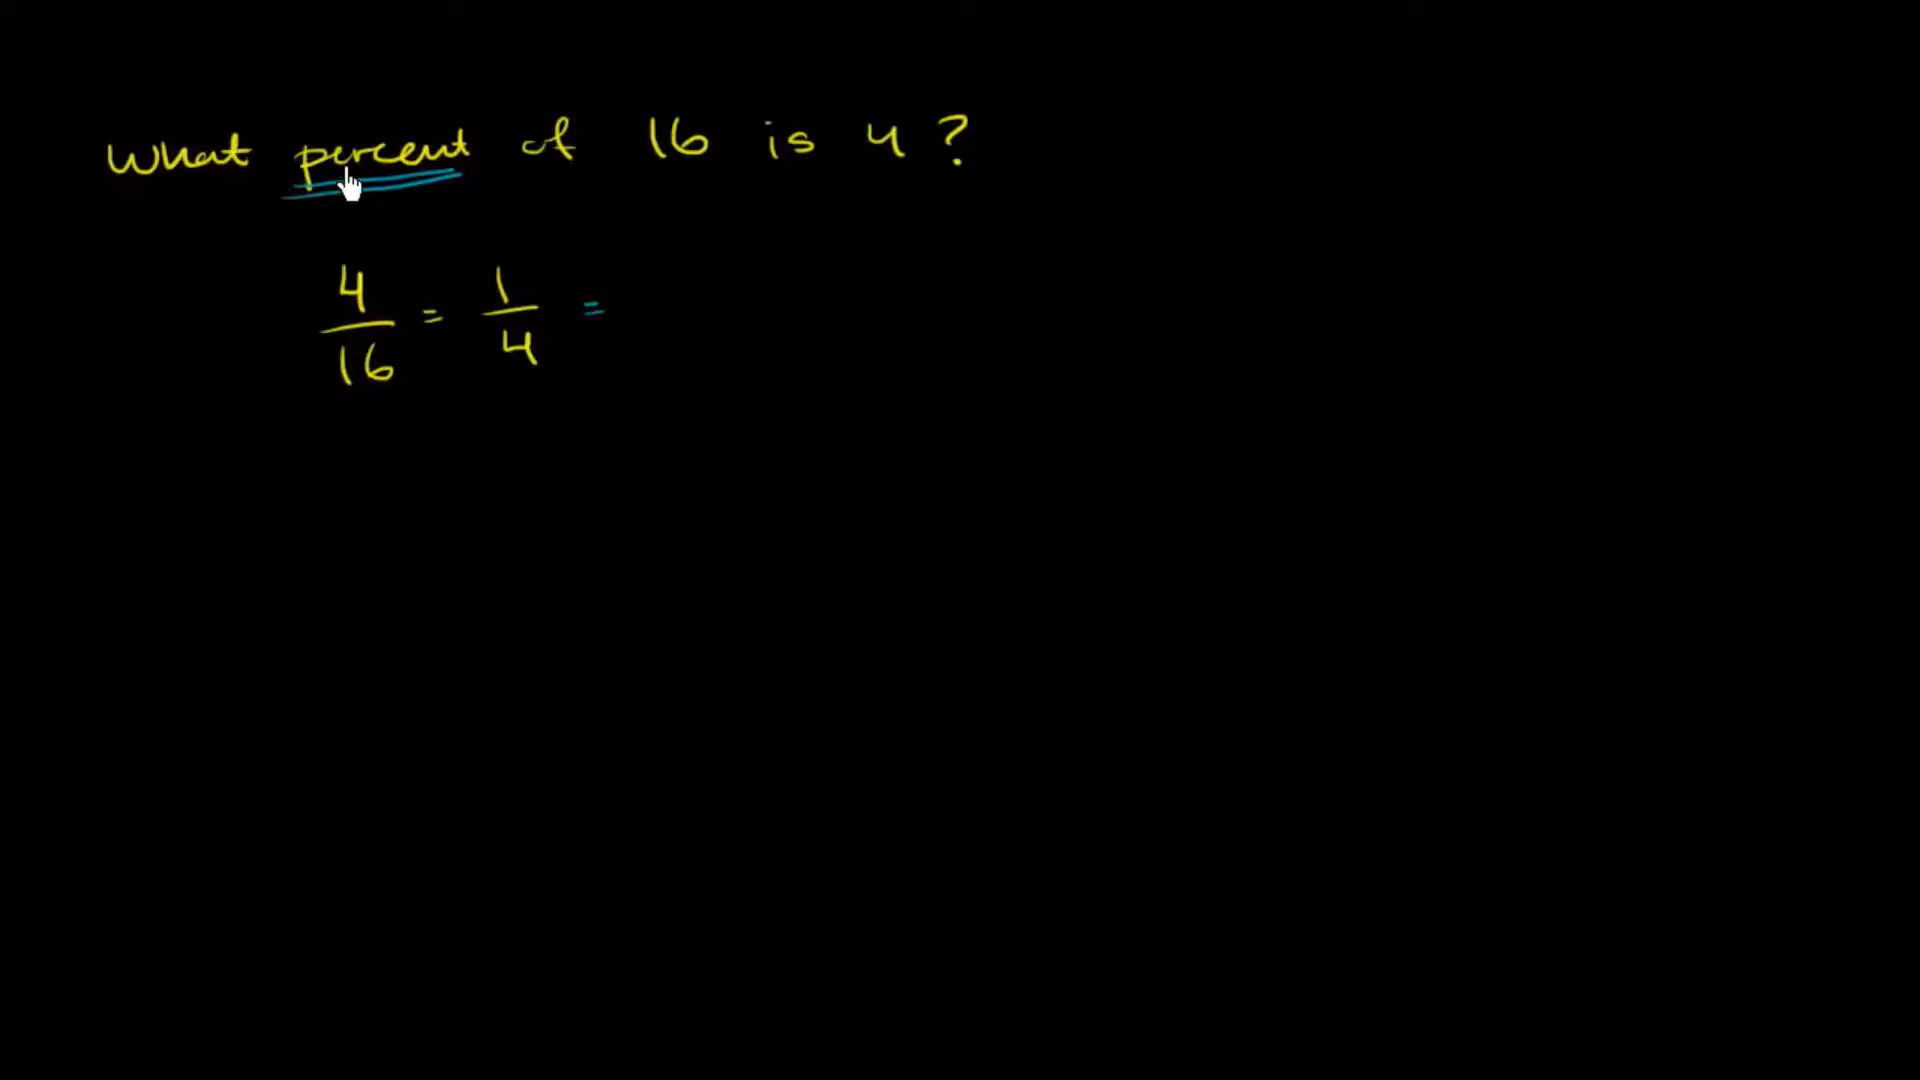 What percent of 16 is 4?
4/16 = 1/4 =